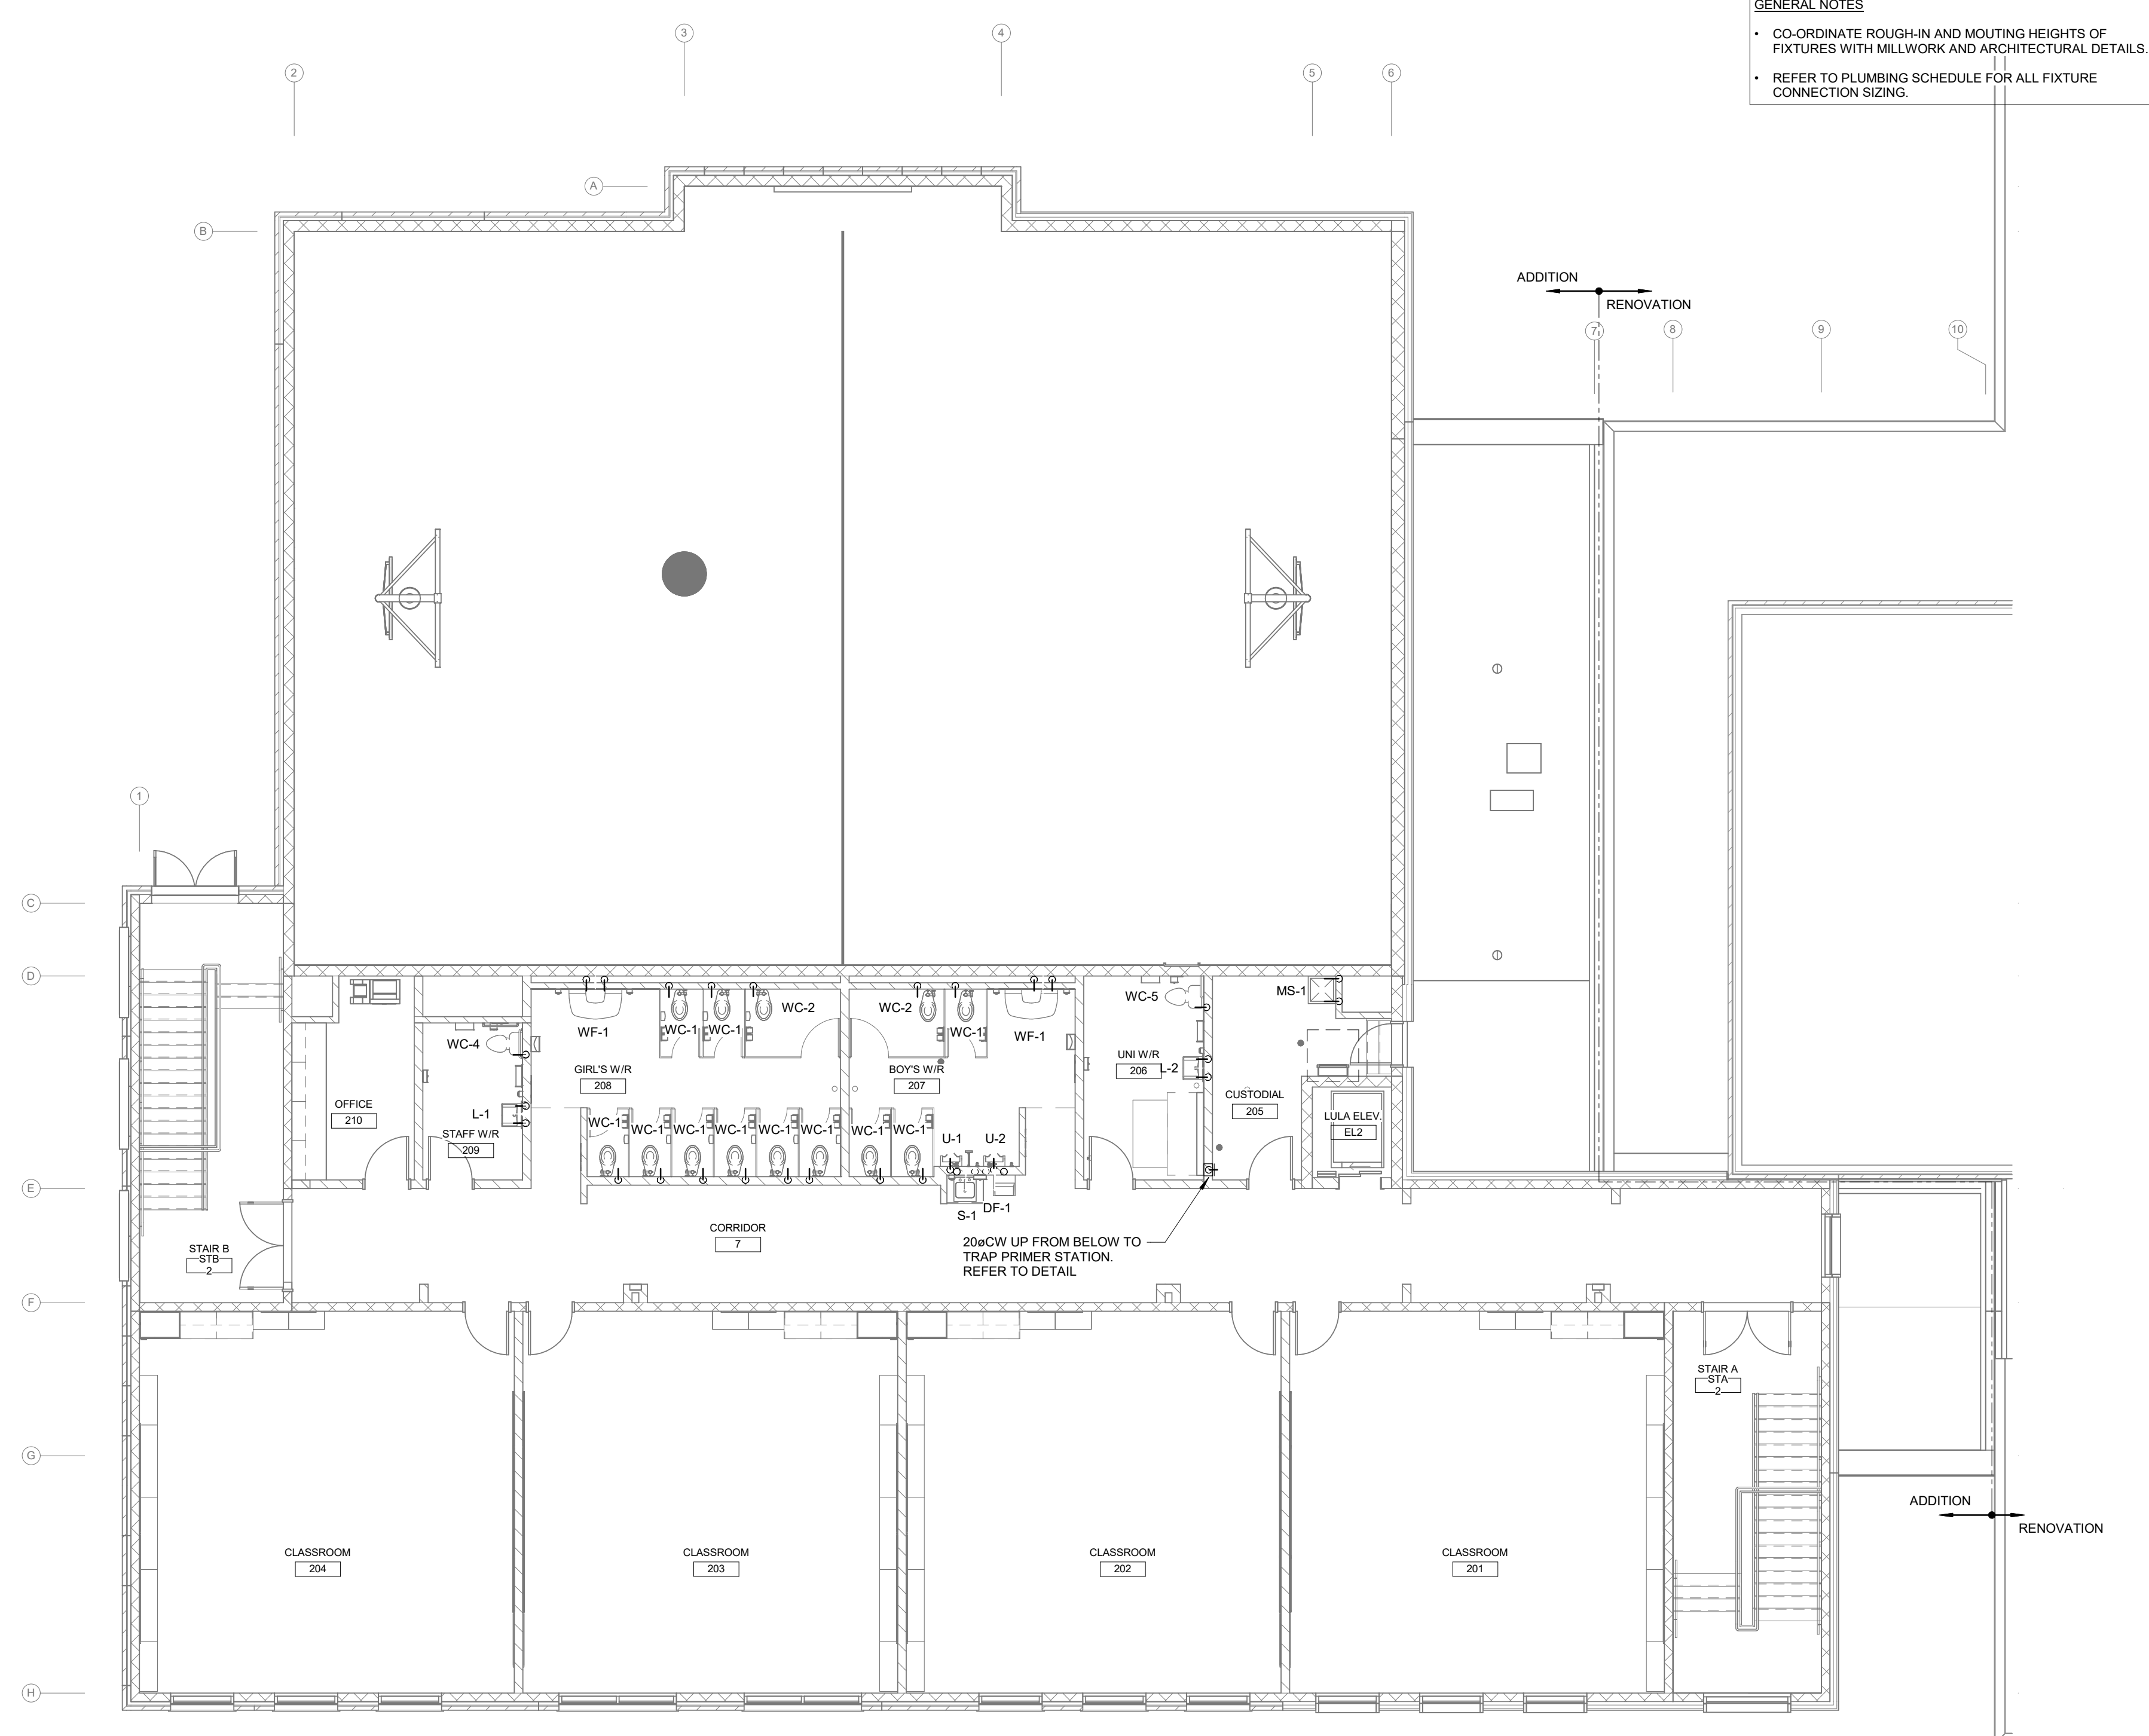 GENERAL NOTES
• CO-ORDINATE ROUGH-IN AND MOUTING HEIGHTS OF
FIXTURES WITH MILLWORK AND ARCHITECTURAL DETAILS.
• REFER TO PLUMBING SCHEDULE FOR ALL FIXTURE
CONNECTION SIZING.
3
4
2
5
6
A
B
ADDITION
RENOVATION
7
8
9
10
1
C
D
WC-4
WF-1
WC-1
WC-1
WC-2
WC-2
WC-1
WF-1
WC-5
MS-1
GIRL'S W/R
208
BOY'S W/R
207
UNI W/R
206
L-2
CUSTODIAL
205
OFFICE
210
L-1
STAFF W/R
209
WC-1
WC-1
WC-1
WC-1
WC-1
WC-1
WC-1
WC-1
U-1
U-2
LULA ELEV.
EL2
E
S-1
DF-1
CORRIDOR
7
STAIR B
STB
2
20øCW UP FROM BELOW TO
TRAP PRIMER STATION.
REFER TO DETAIL
F
STAIR A
STA
2
G
ADDITION
RENOVATION
CLASSROOM
204
CLASSROOM
203
CLASSROOM
202
CLASSROOM
201
H